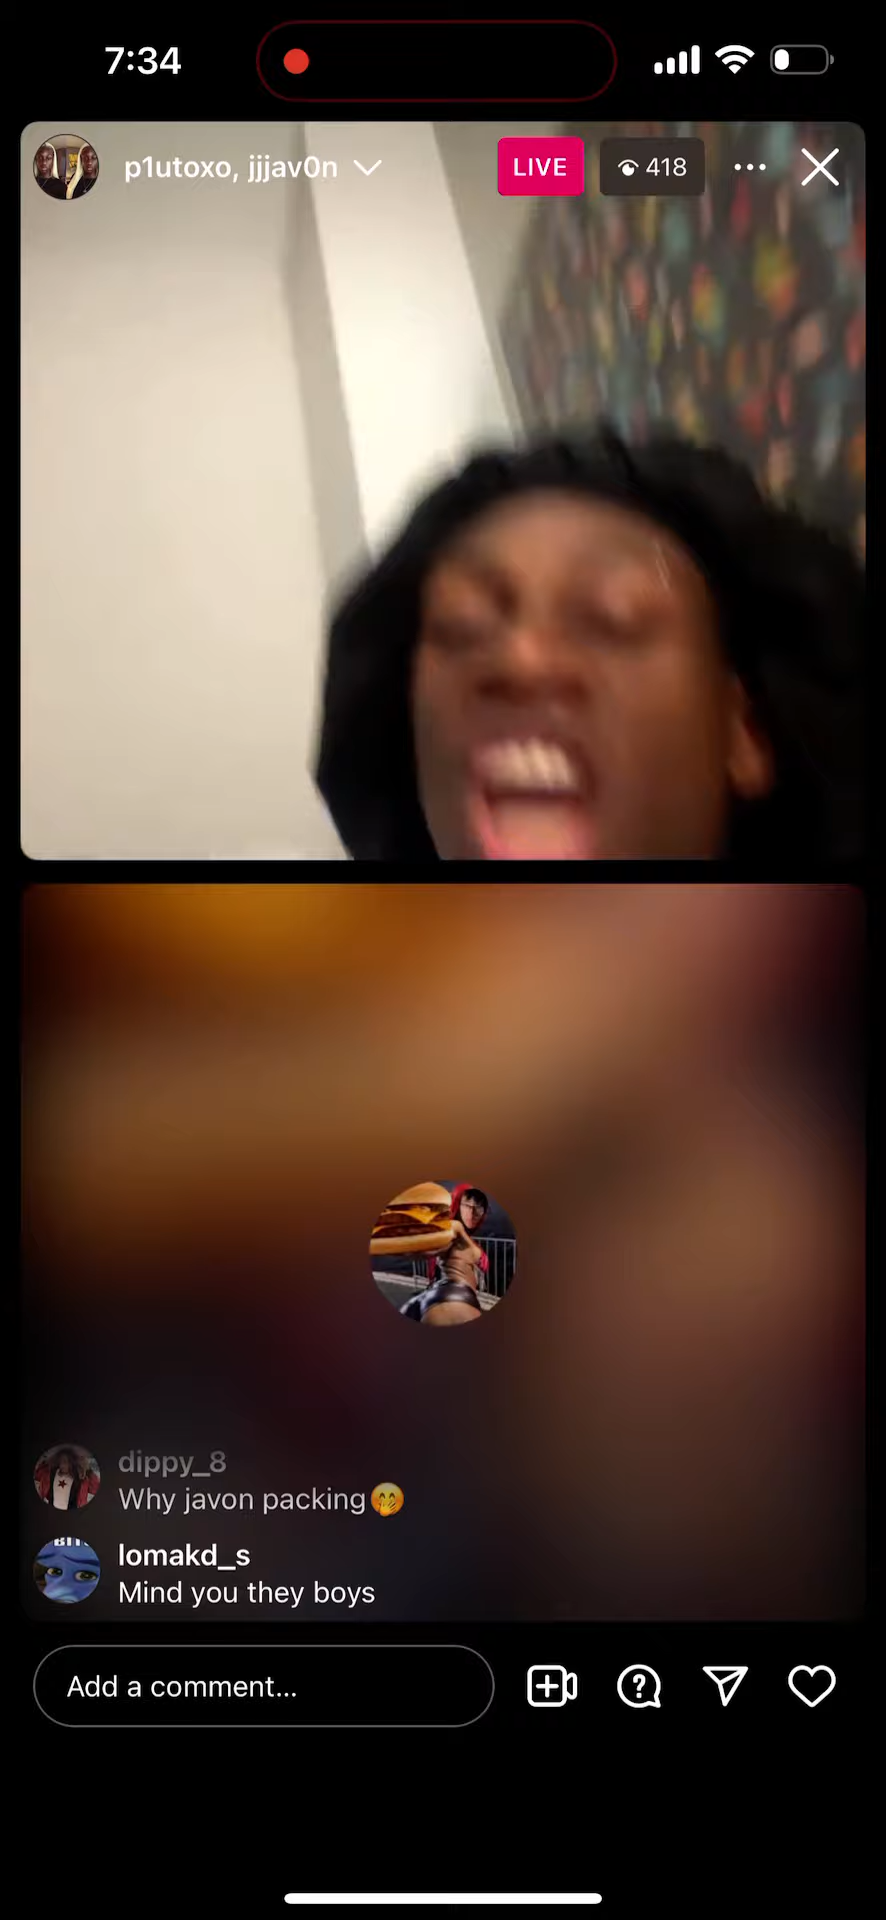 7:34
p1utoxo, jjjav0n
LIVE
418
dippy_8
Why javon packing🤭
lomakd_s
Mind you they boys
Add a comment...